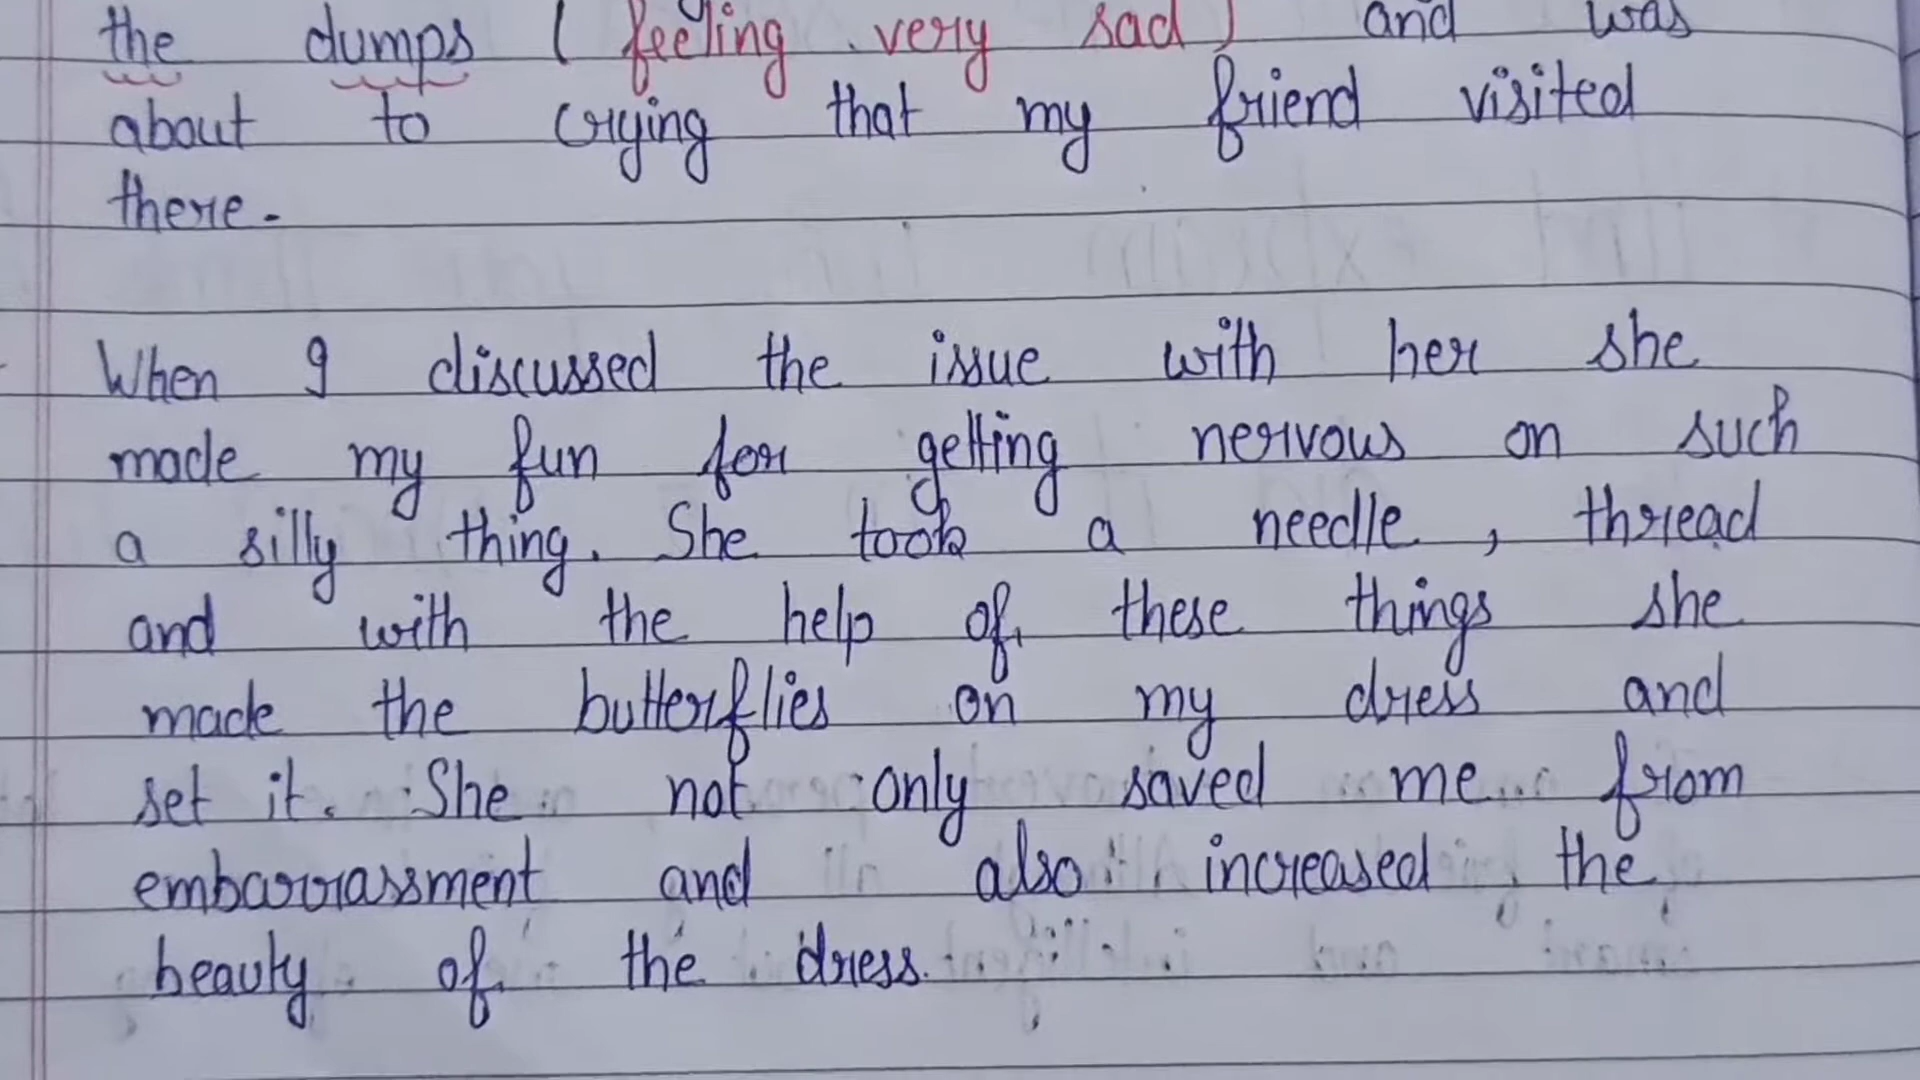 the dumps ( feeling very sad ) and was
about to crying that my friend visited
there.
When I discussed the issue with her she
made my fun for getting nervous on such
a silly thing. She took a needle, thread
and with the help of these things she
made the butterflies on my dress and
set it. She not only saved me from
embarrassment and also increased the
beauty of the dress.